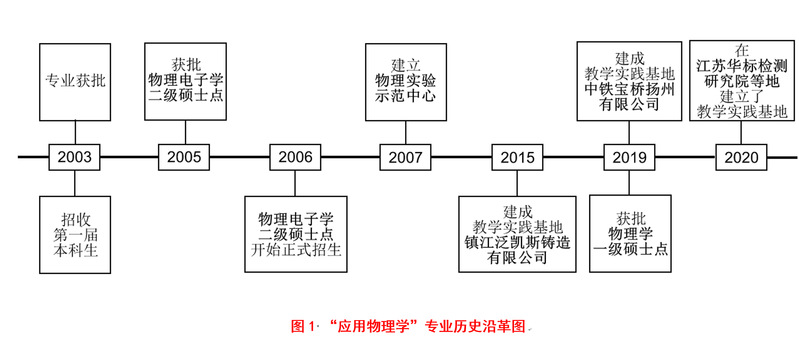 专业获批
获批
物理电子学
二级硕士点
建立
物理实验
示范中心
建成
教学实践基地
中铁宝桥扬州
有限公司
在
江苏华标检测
研究院等地
建立了
教学实践基地
2003
2005
2006
2007
2015
2019
2020
招收
第一届
本科生
物理电子学
二级硕士点
开始正式招生
建成
教学实践基地
镇江泛凯斯铸造
有限公司
获批
物理学
一级硕士点
图 1·“应用物理学”专业历史沿革图